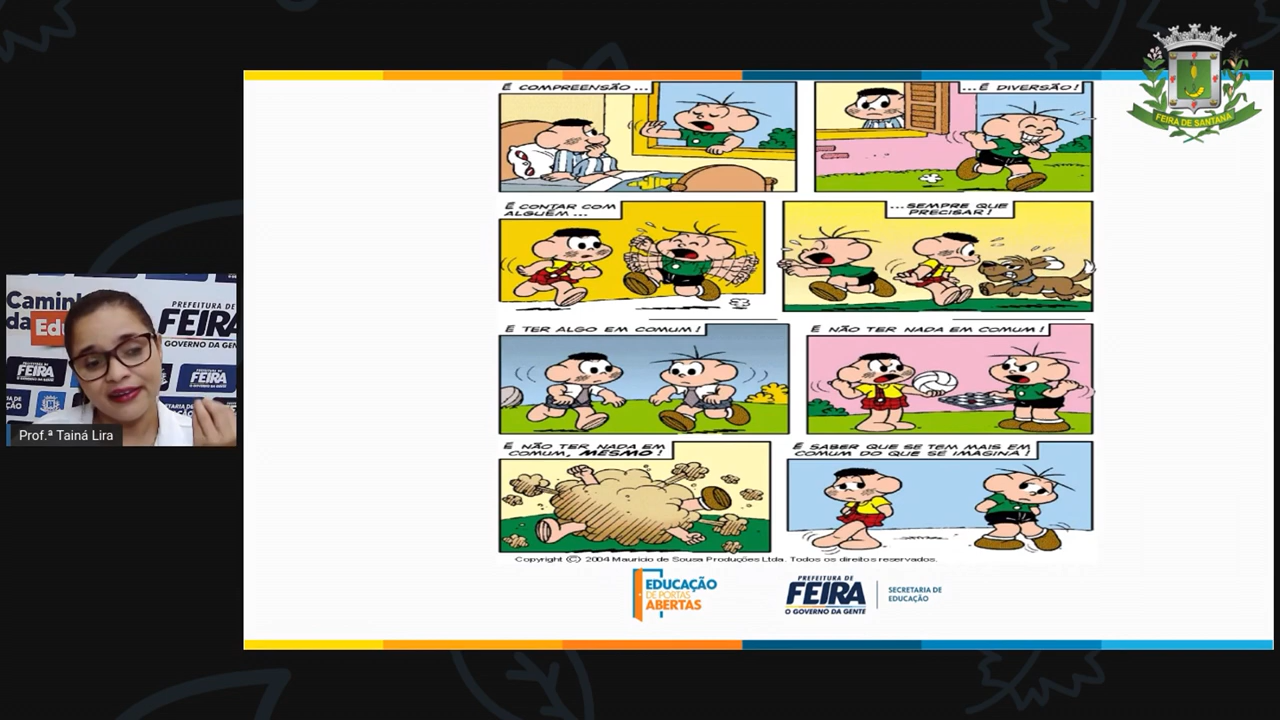 É COMPREENSÃO...
...É DIVERSÃO!
É CONTAR COM
ALGUÉM...
...SEMPRE QUE
PRECISAR!
É TER ALGO EM COMUM!
É NÃO TER NADA EM COMUM!
É NÃO TER NADA EM
COMUM, MESMO!
É SABER QUE SE TEM MAIS EM
COMUM DO QUE SE IMAGINA!
Copyright © 2004 Mauricio de Sousa Produções Ltda. Todos os direitos reservados.
EDUCAÇÃO
DE PORTAS
ABERTAS
PREFEITURA DE
FEIRA
O GOVERNO DA GENTE
SECRETARIA DE
EDUCAÇÃO
FEIRA DE SANTANA
Prof.ª Tainá Lira
da
PREFEITURA DE
FEIRA
GOVERNO DA GENTE
FEIRA
FEIRA